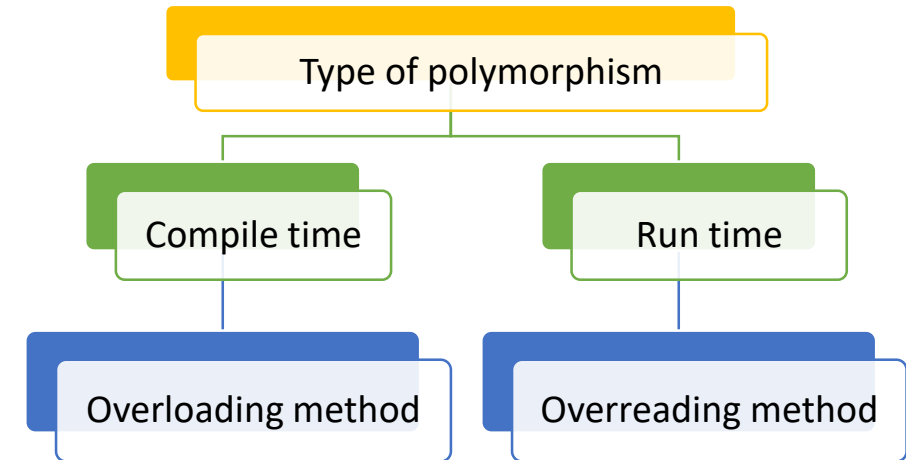 Type of polymorphism
Compile time
Run time
Overloading method
Overreading method